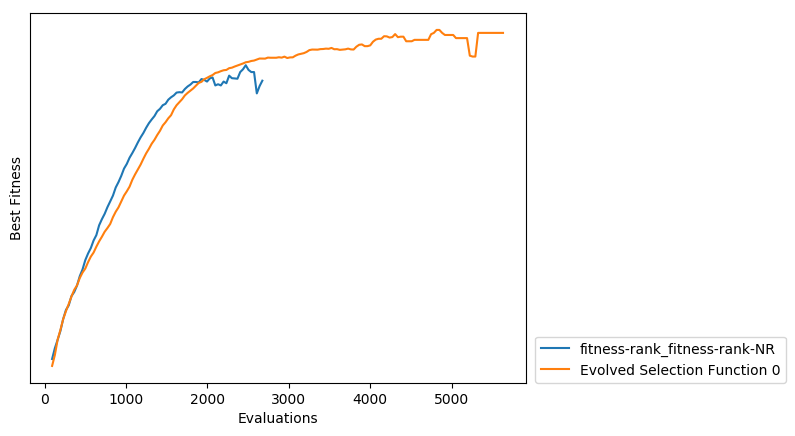 Best Fitness
0
1000
2000
3000
4000
5000
Evaluations
fitness-rank_fitness-rank-NR
Evolved Selection Function 0